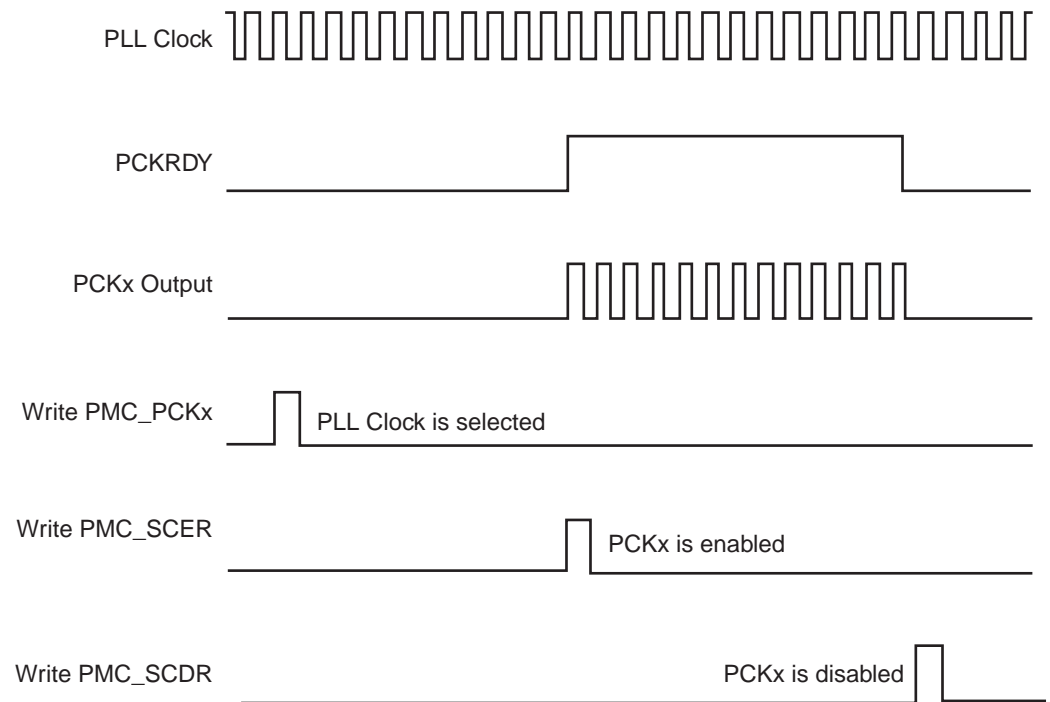 PLL Clock
PCKRDY
PCKx Output
Write PMC_PCKx
PLL Clock is selected
Write PMC_SCER
PCKx is enabled
Write PMC_SCDR
PCKx is disabled